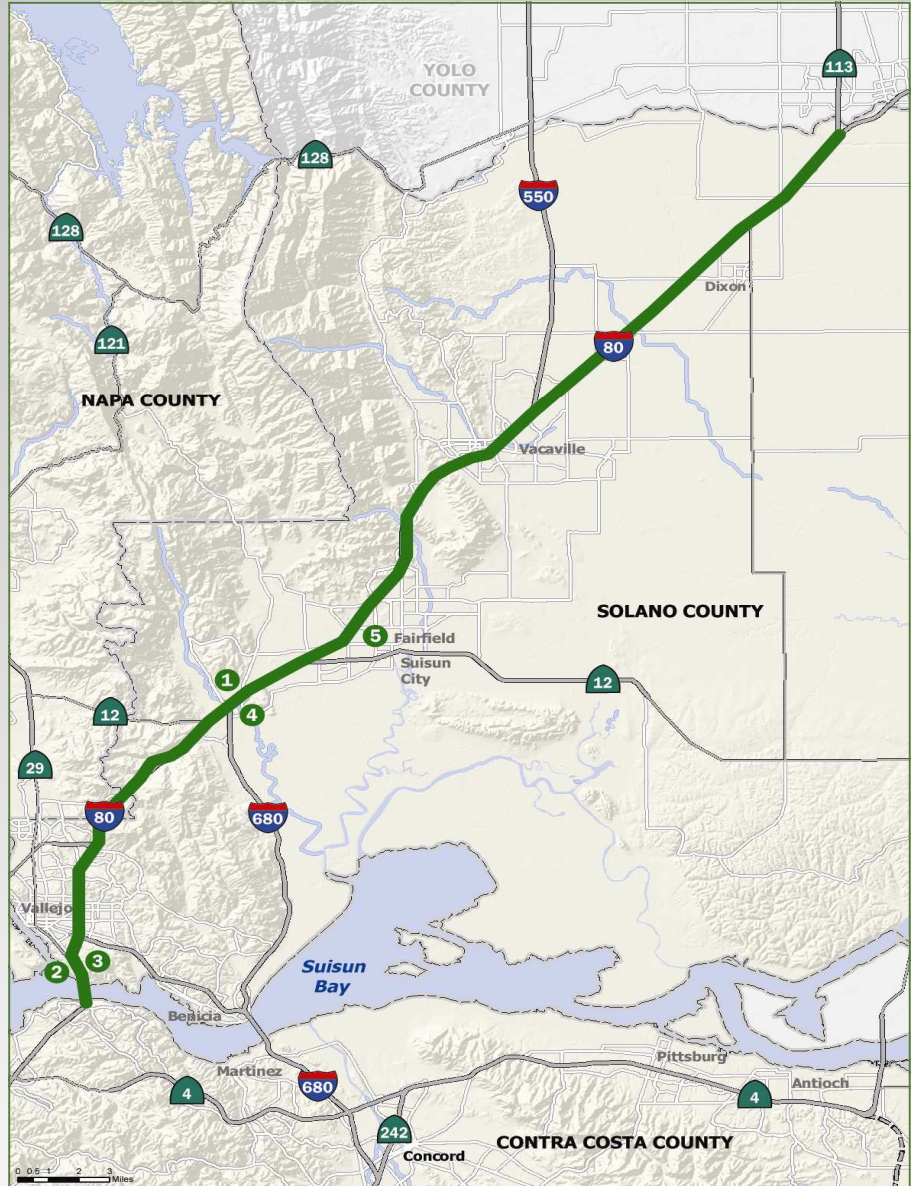 YOLO
COUNTY
113
128
550
128
Dixon
121
80
NAPA COUNTY
Vacaville
SOLANO COUNTY
5
Fairfield
Suisun
City
1
12
4
12
29
80
680
Vallejo
3
2
Suisun
Bay
Benicia
Pittsburg
Martinez
680
Antioch
4
4
242
CONTRA COSTA COUNTY
Concord
0 0.5 1 2 3
Miles